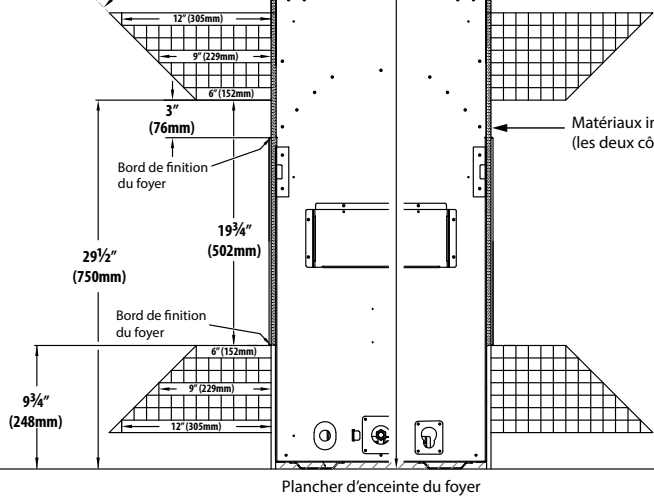 12" (305mm)
9" (229mm)
6" (152mm)
3"
(76mm)
Matériaux in
(les deux cô
Bord de finition
du foyer
19¾"
(502mm)
29½"
(750mm)
Bord de finition
du foyer
6" (152mm)
9" (229mm)
9¾"
(248mm)
12" (305mm)
Plancher d'enceinte du foyer